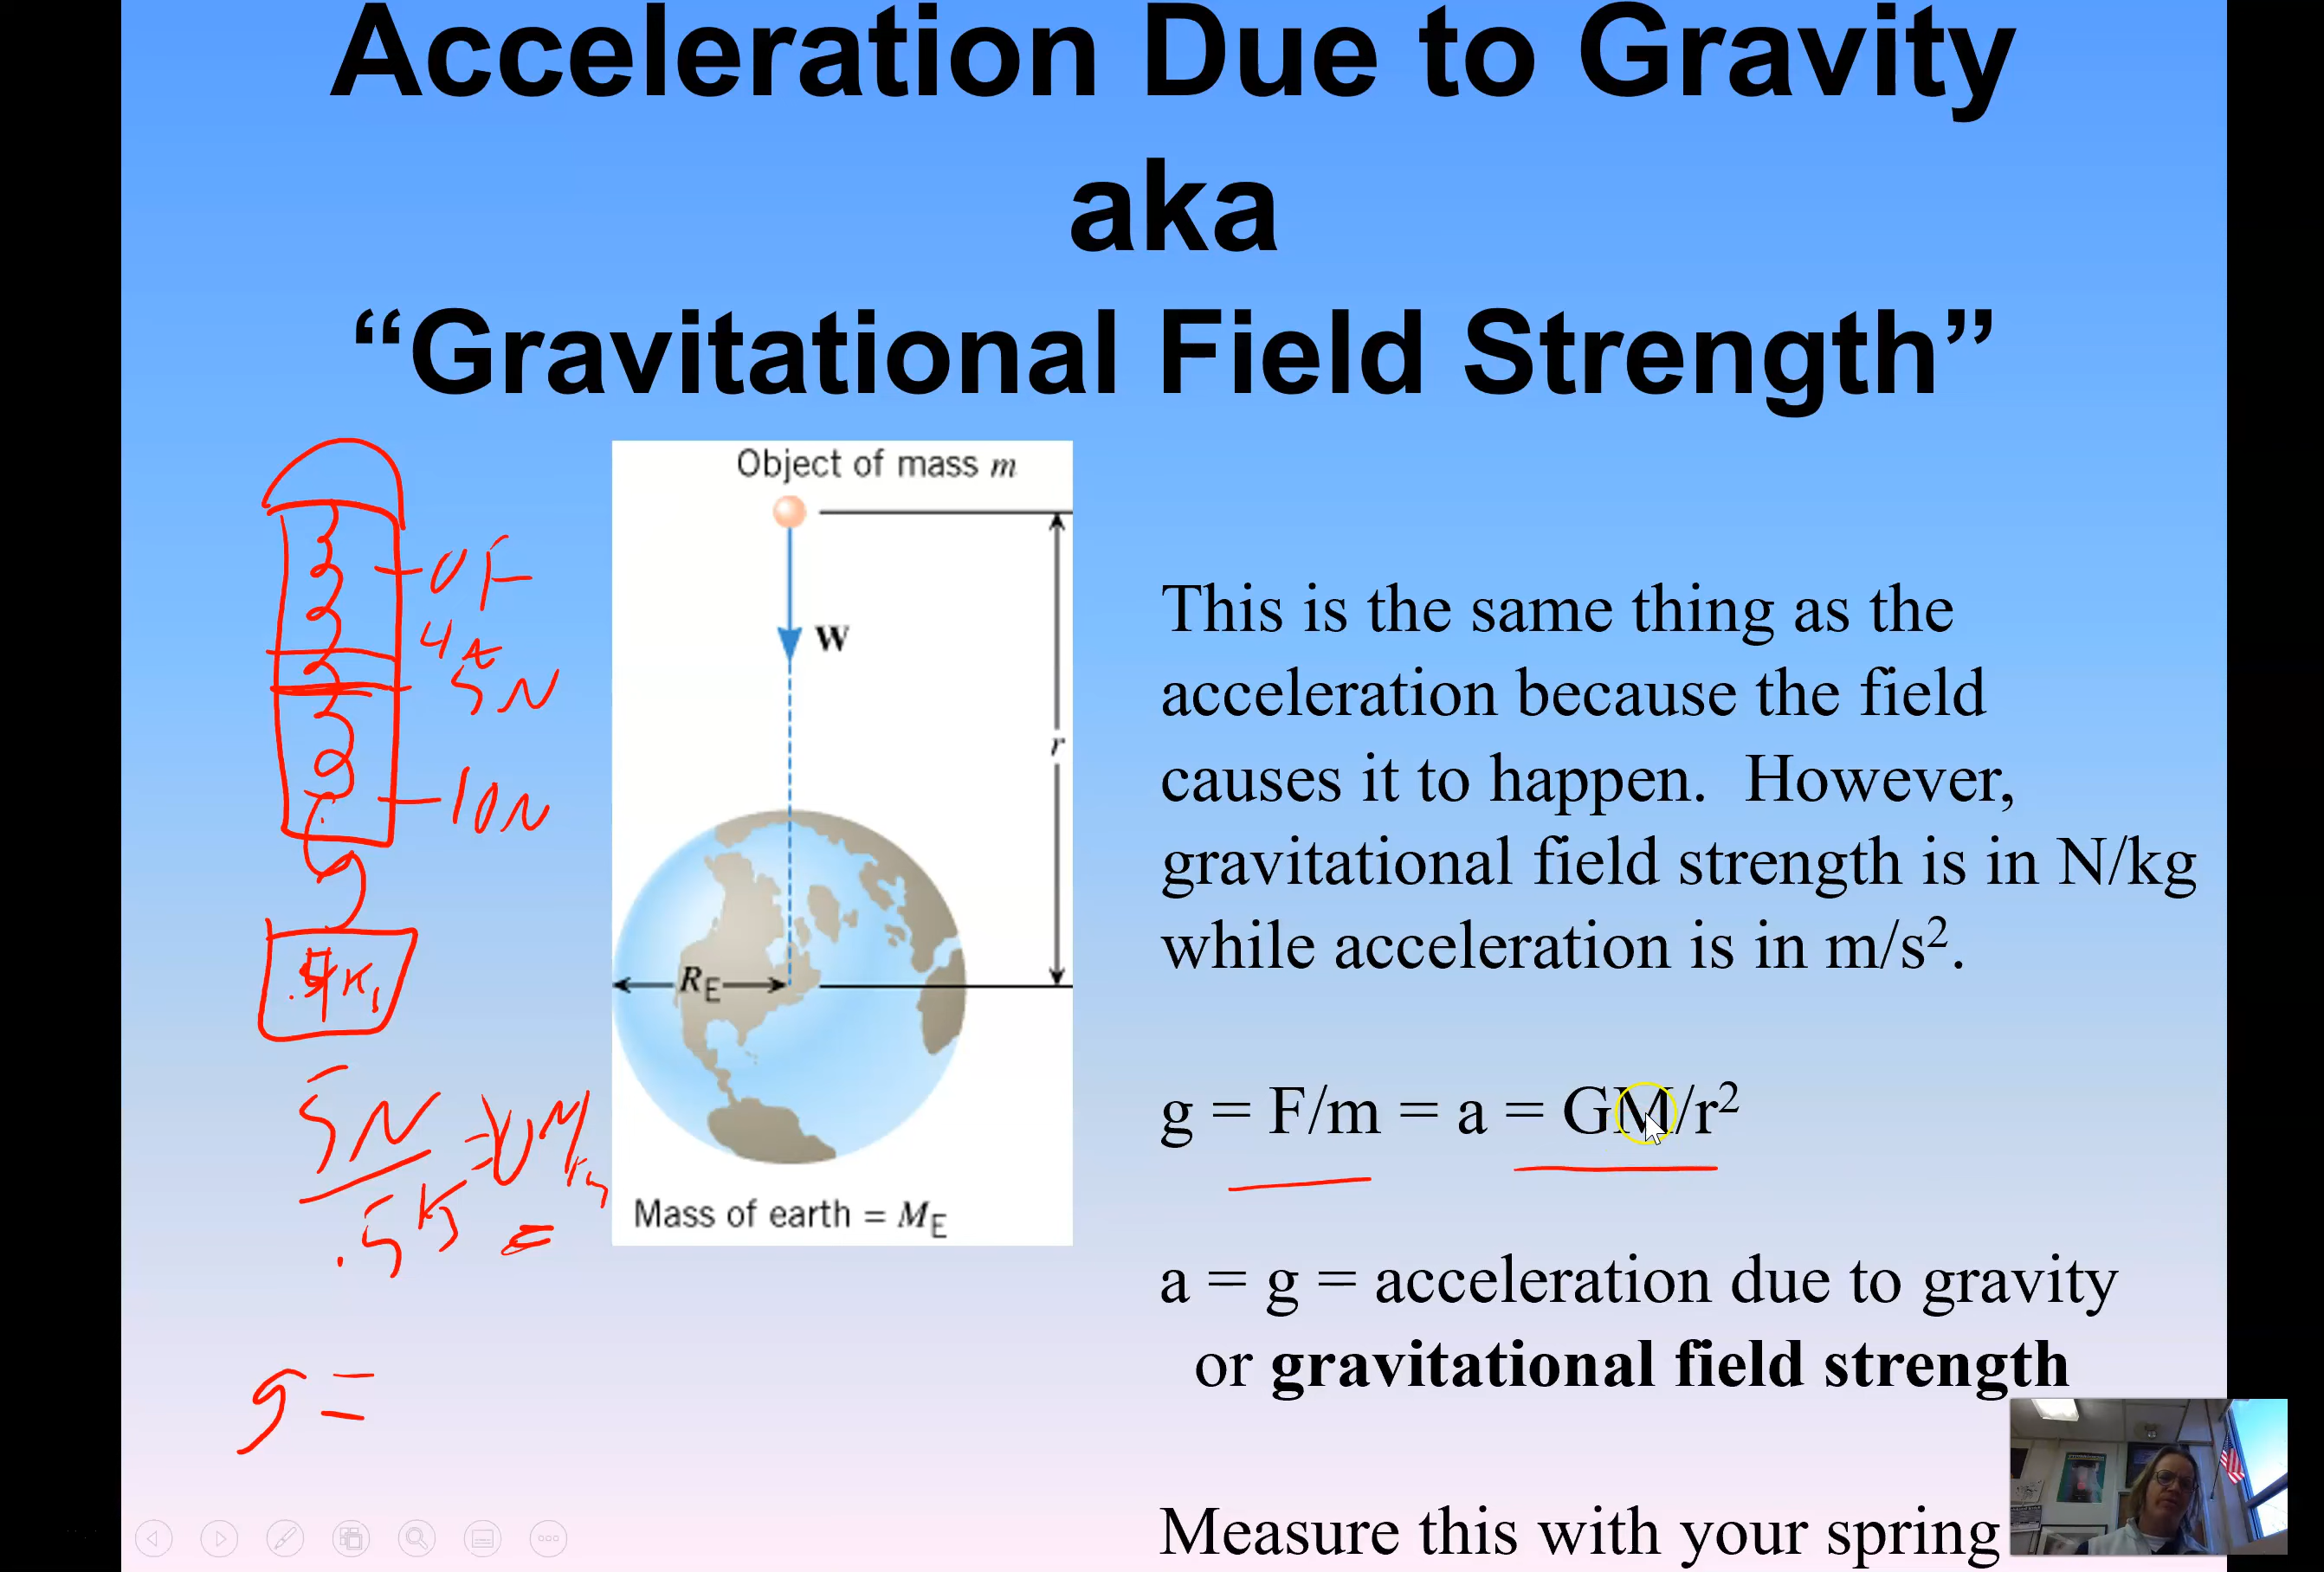 Acceleration Due to Gravity
aka
“Gravitational Field Strength”
0 F
5 N
10N
5N
.5 kg
g =
Object of mass m
W
r
RE
Mass of earth = ME
This is the same thing as the
acceleration because the field
causes it to happen. However,
gravitational field strength is in N/kg
while acceleration is in m/s².
g = F/m = a = GM/r²
a = g = acceleration due to gravity
or gravitational field strength
Measure this with your spring